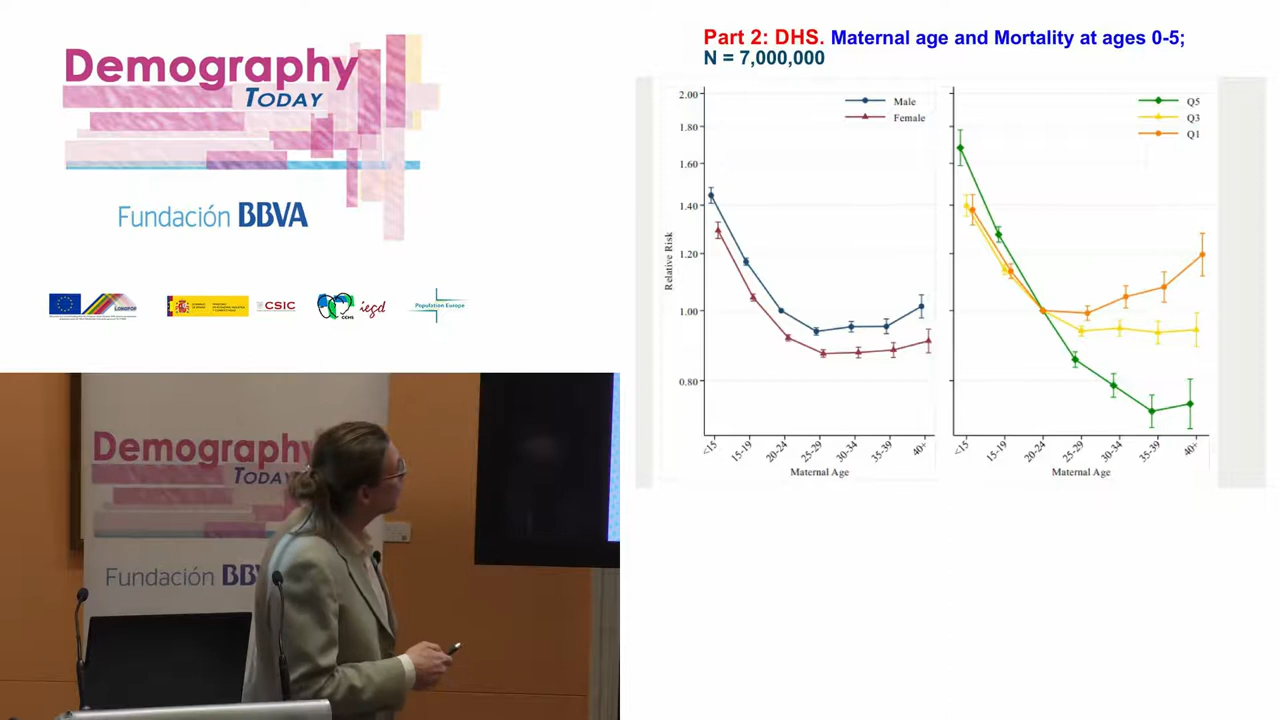 Demography
TODAY
Fundación BBVA
LONGPOP
CSIC
CCHS
iegd
Population Europe
Part 2: DHS. Maternal age and Mortality at ages 0-5;
N = 7,000,000
Male
Female
2.00
1.80
1.60
1.40
1.20
1.00
0.80
Relative Risk
<15
15-19
20-24
25-29
30-34
35-39
40+
Maternal Age
Q5
Q3
Q1
<15
15-19
20-24
25-29
30-34
35-39
40+
Maternal Age
Demography
TODAY
Fundación BB